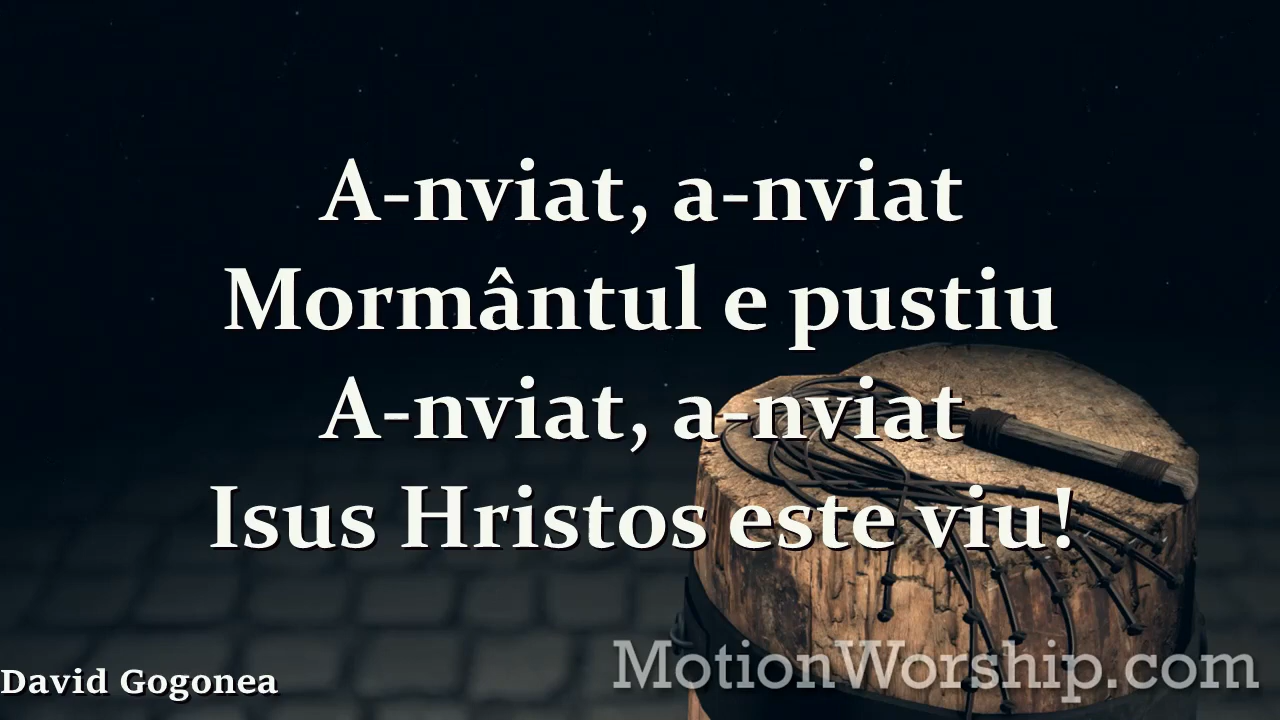 A-nviat, a-nviat
Mormântul e pustiu
A-nviat, a-nviat
Isus Hristos este viu!
David Gogonea
MotionWorship.com